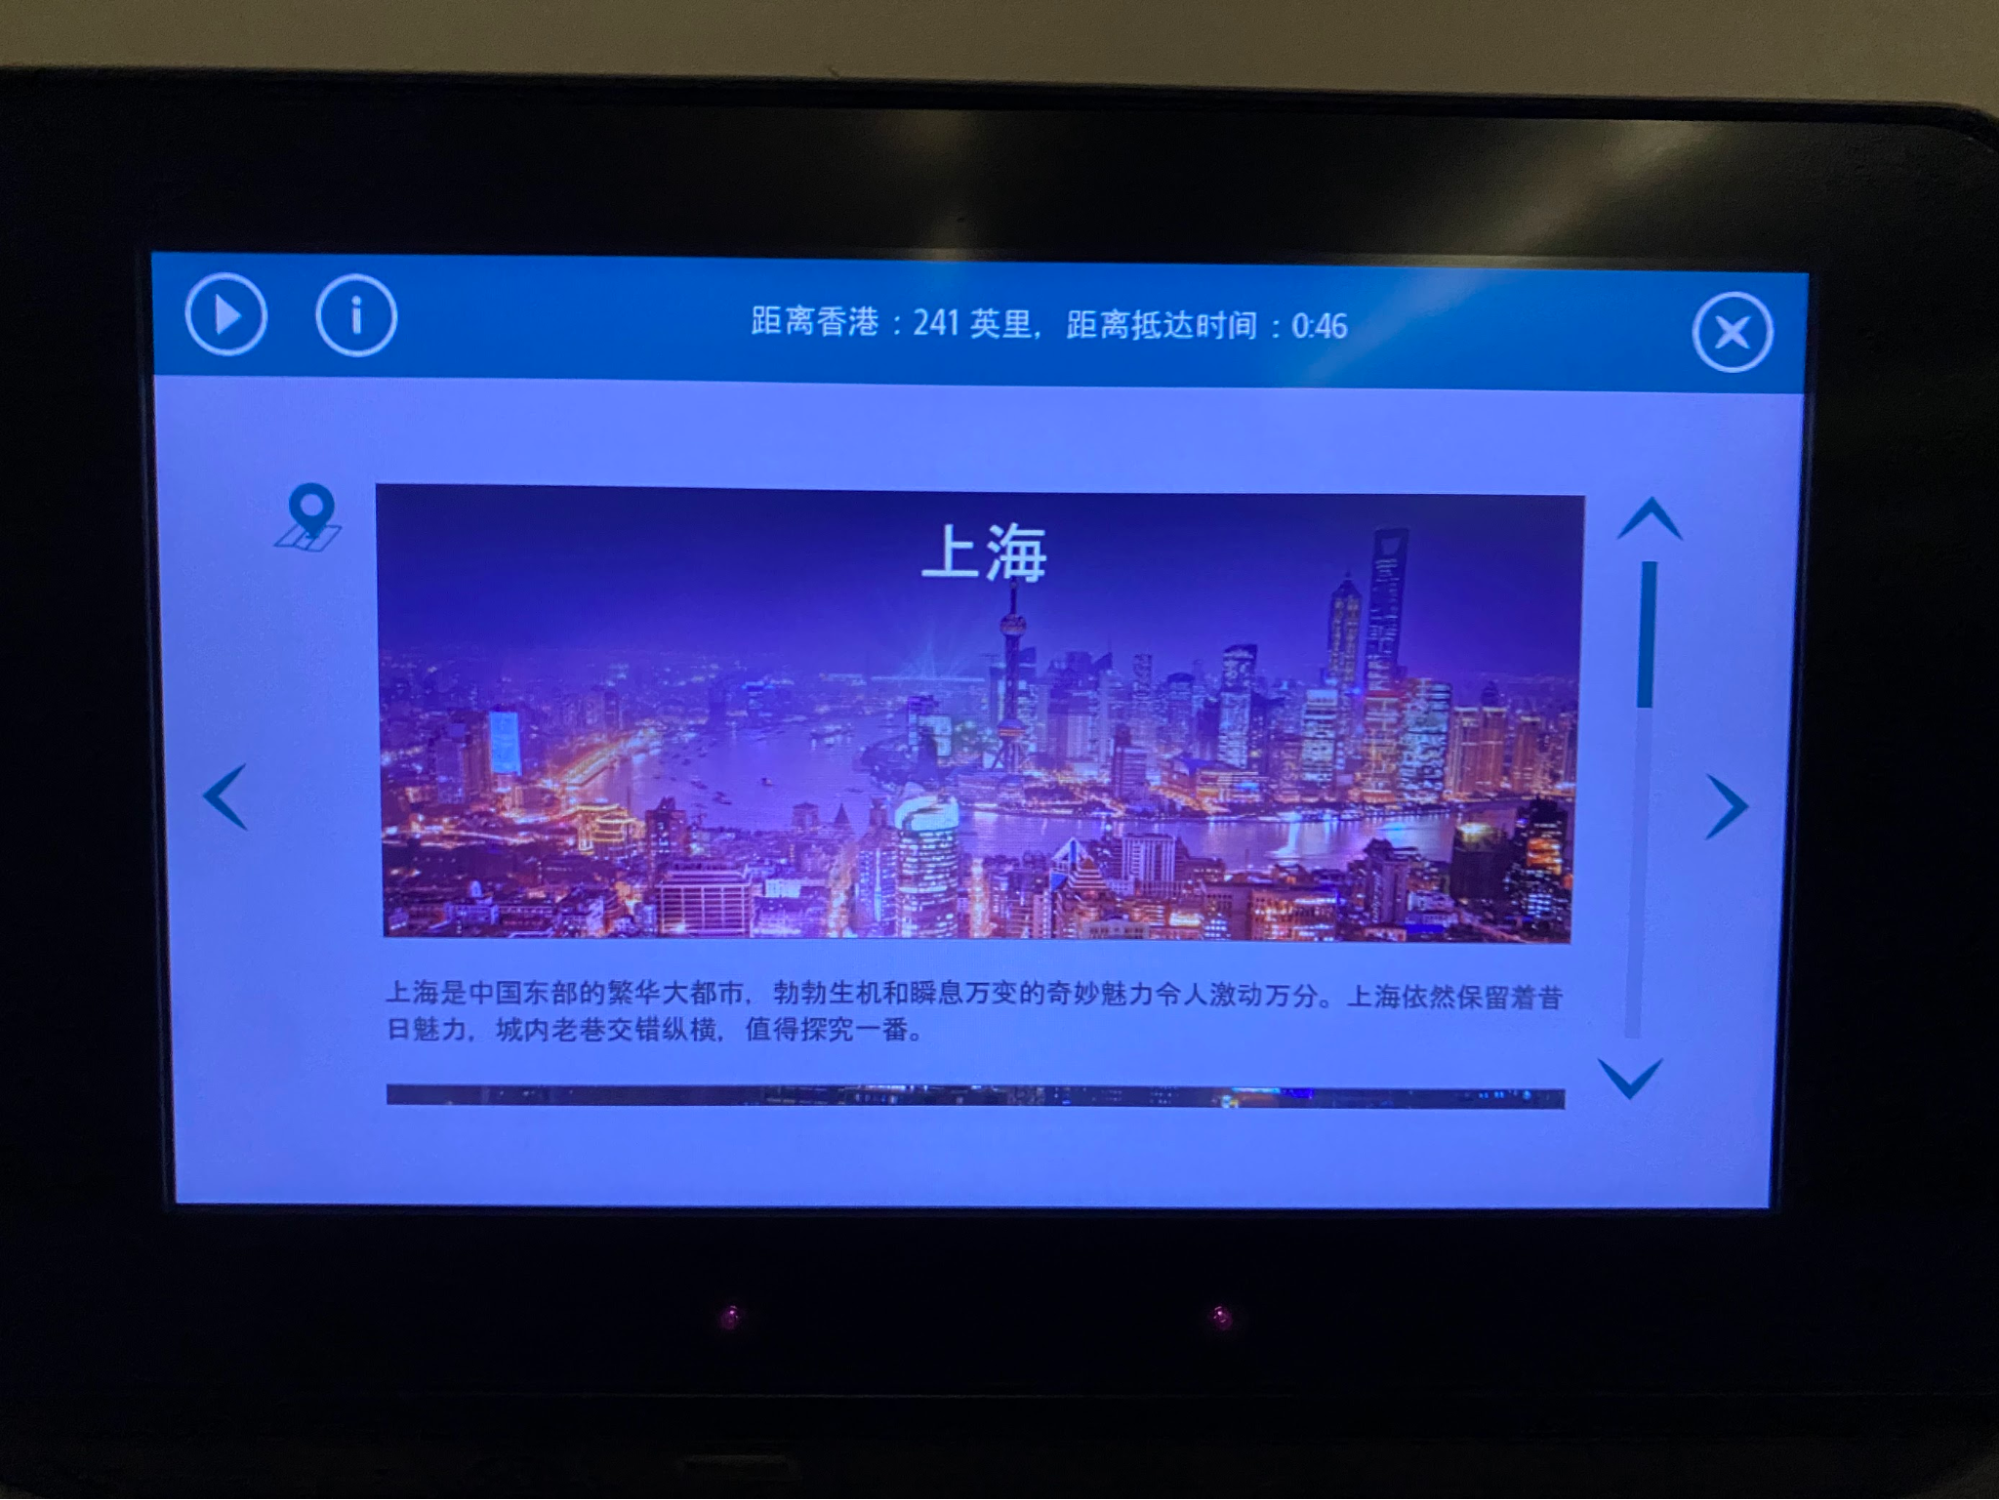 距离香港：241 英里，距离抵达时间：0:46
上海
上海是中国东部的繁华大都市，勃勃生机和瞬息万变的奇妙魅力令人激动万分。上海依然保留着昔
日魅力，城内老巷交错纵横，值得探究一番。